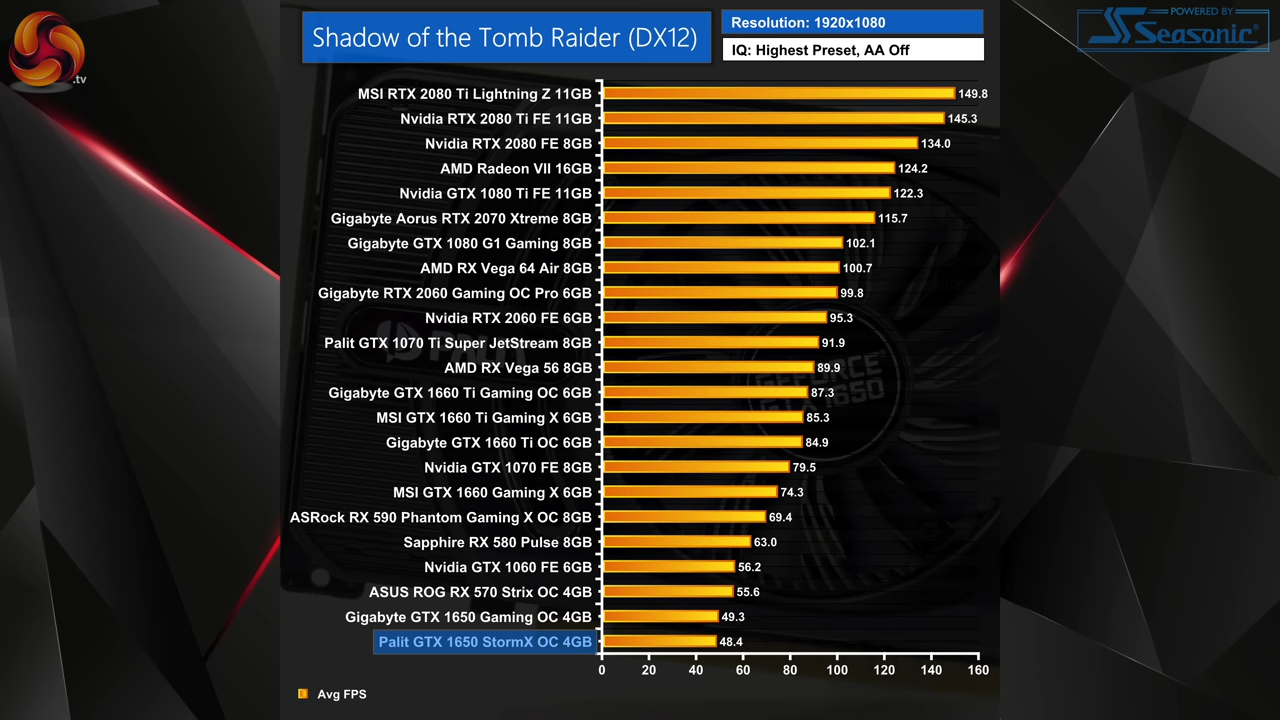 Shadow of the Tomb Raider (DX12)
Resolution: 1920x1080
IQ: Highest Preset, AA Off
POWERED BY
Seasonic
.tv
MSI RTX 2080 Ti Lightning Z 11GB 149.8
Nvidia RTX 2080 Ti FE 11GB 145.3
Nvidia RTX 2080 FE 8GB 134.0
AMD Radeon VII 16GB 124.2
Nvidia GTX 1080 Ti FE 11GB 122.3
Gigabyte Aorus RTX 2070 Xtreme 8GB 115.7
Gigabyte GTX 1080 G1 Gaming 8GB 102.1
AMD RX Vega 64 Air 8GB 100.7
Gigabyte RTX 2060 Gaming OC Pro 6GB 99.8
Nvidia RTX 2060 FE 6GB 95.3
Palit GTX 1070 Ti Super JetStream 8GB 91.9
AMD RX Vega 56 8GB 89.9
Gigabyte GTX 1660 Ti Gaming OC 6GB 87.3
MSI GTX 1660 Ti Gaming X 6GB 85.3
Gigabyte GTX 1660 Ti OC 6GB 84.9
Nvidia GTX 1070 FE 8GB 79.5
MSI GTX 1660 Gaming X 6GB 74.3
ASRock RX 590 Phantom Gaming X OC 8GB 69.4
Sapphire RX 580 Pulse 8GB 63.0
Nvidia GTX 1060 FE 6GB 56.2
ASUS ROG RX 570 Strix OC 4GB 55.6
Gigabyte GTX 1650 Gaming OC 4GB 49.3
Palit GTX 1650 StormX OC 4GB 48.4
0 20 40 60 80 100 120 140 160
Avg FPS
PALIT
GEFORCE
GTX 1650